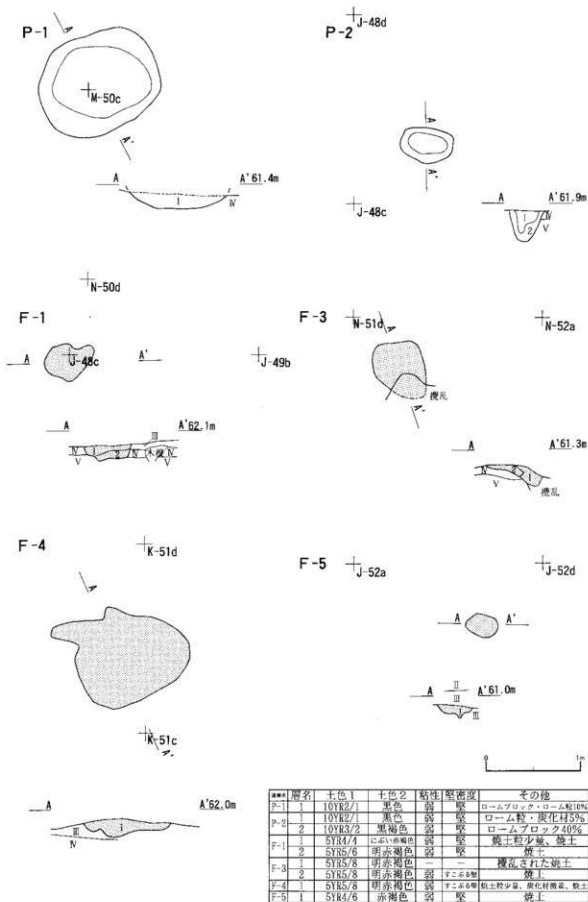 P-1
A
M-50c
A'
A
A'61.4m
I
Ⅳ
N-50d
P-2
J-48d
A
A'
J-48c
A
A'61.9m
1
2
Ⅳ
Ⅴ
F-1
A
J-48c
A'
J-49b
A
A'62.1m
Ⅲ
Ⅳ 1 2 Ⅳ 木根 Ⅳ
Ⅴ Ⅴ
F-3
N-51d
N-52a
A
攪乱
A'
A
A'61.3m
Ⅳ
Ⅴ
1
攪乱
F-4
K-51d
A
K-51c
A'
A
A'62.0m
1
Ⅲ
Ⅳ
F-5
J-52a
J-52d
A
A'
Ⅱ
A
A'61.0m
Ⅲ
1
Ⅲ
0 1m
遺構名 層名 土色1 土色2 粘性 堅密度 その他
P-1 1 10YR2/1 黒色 弱 堅 ロームブロック・ローム粒10%
P-2 1 10YR2/1 黒色 弱 堅 ローム粒・炭化材5%
2 10YR3/2 黒褐色 弱 堅 ロームブロック40%
F-1 1 5YR4/4 にぶい赤褐色 弱 堅 焼土粒少量、焼土
2 5YR5/6 明赤褐色 弱 堅 焼土
F-3 1 5YR5/8 明赤褐色 － － 攪乱された焼土
2 5YR5/8 明赤褐色 弱 すこぶる堅 焼土
F-4 1 5YR5/8 明赤褐色 弱 すこぶる堅 焼土粒少量、炭化材微量、焼土
F-5 1 5YR4/6 赤褐色 弱 堅 焼土